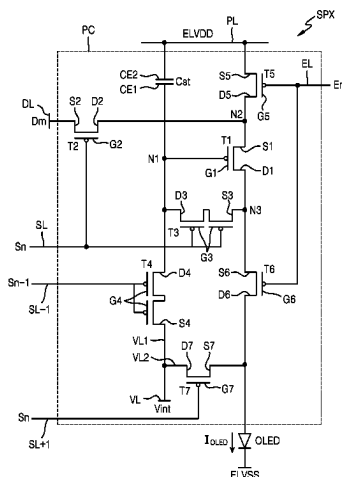 PC ELVDD PL SPX
CE2 CE1 Cst S5 T5 EL En
DL D5 G5
Dm S2 D2 N2
T2 G2 T1 S1
N1 G1 D1
D3 S3 N3
SL T3 G3
Sn
T4 D4 S6 T6
Sn-1 G4 D6 G6
SL-1 S4
VL1 D7 S7
VL2
T7 G7
VL Vint
Sn
SL+1
IOLED OLED
ELVSS